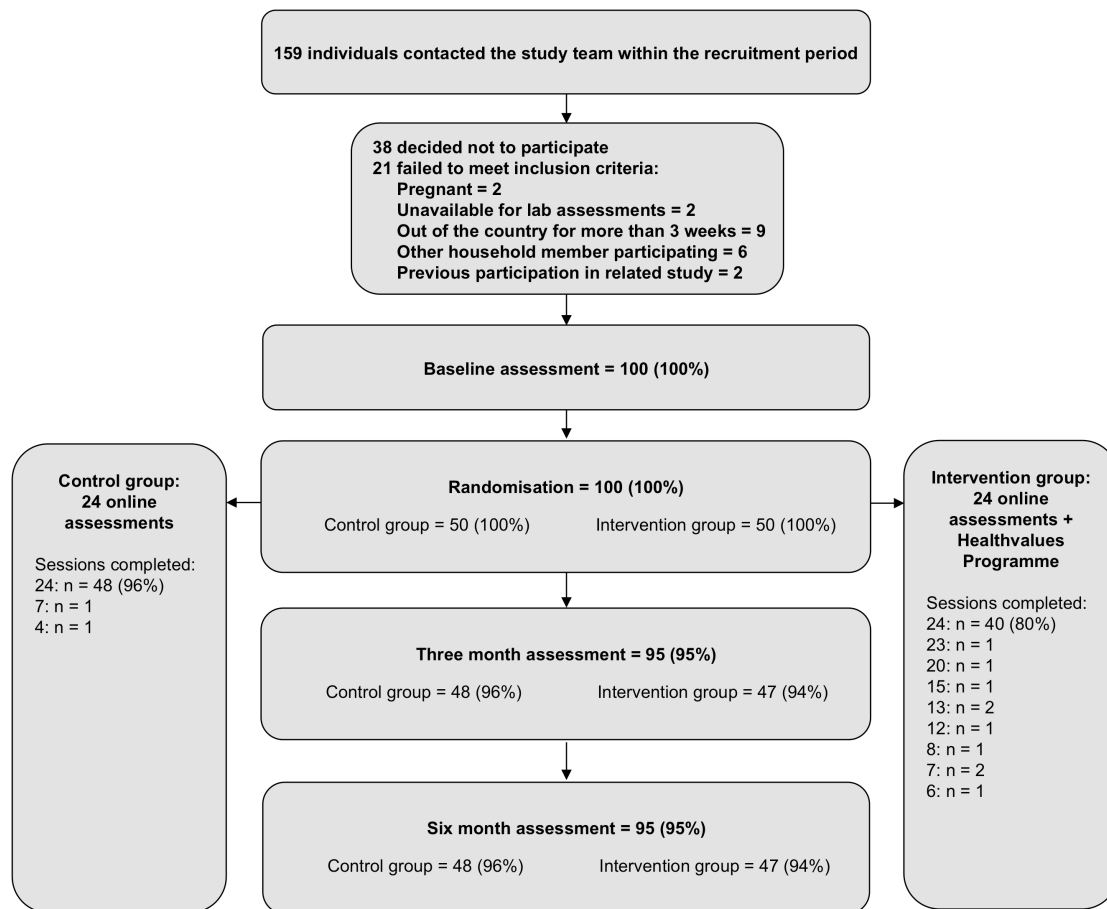 159 individuals contacted the study team within the recruitment period
38 decided not to participate
21 failed to meet inclusion criteria:
Pregnant = 2
Unavailable for lab assessments = 2
Out of the country for more than 3 weeks = 9
Other household member participating = 6
Previous participation in related study = 2
Baseline assessment = 100 (100%)
Randomisation = 100 (100%)
Control group = 50 (100%)
Intervention group = 50 (100%)
Control group:
24 online
assessments
Sessions completed:
24: n = 48 (96%)
7: n = 1
4: n = 1
Intervention group:
24 online
assessments +
Healthvalues
Programme
Sessions completed:
24: n = 40 (80%)
23: n = 1
20: n = 1
15: n = 1
13: n = 2
12: n = 1
8: n = 1
7: n = 2
6: n = 1
Three month assessment = 95 (95%)
Control group = 48 (96%)
Intervention group = 47 (94%)
Six month assessment = 95 (95%)
Control group = 48 (96%)
Intervention group = 47 (94%)